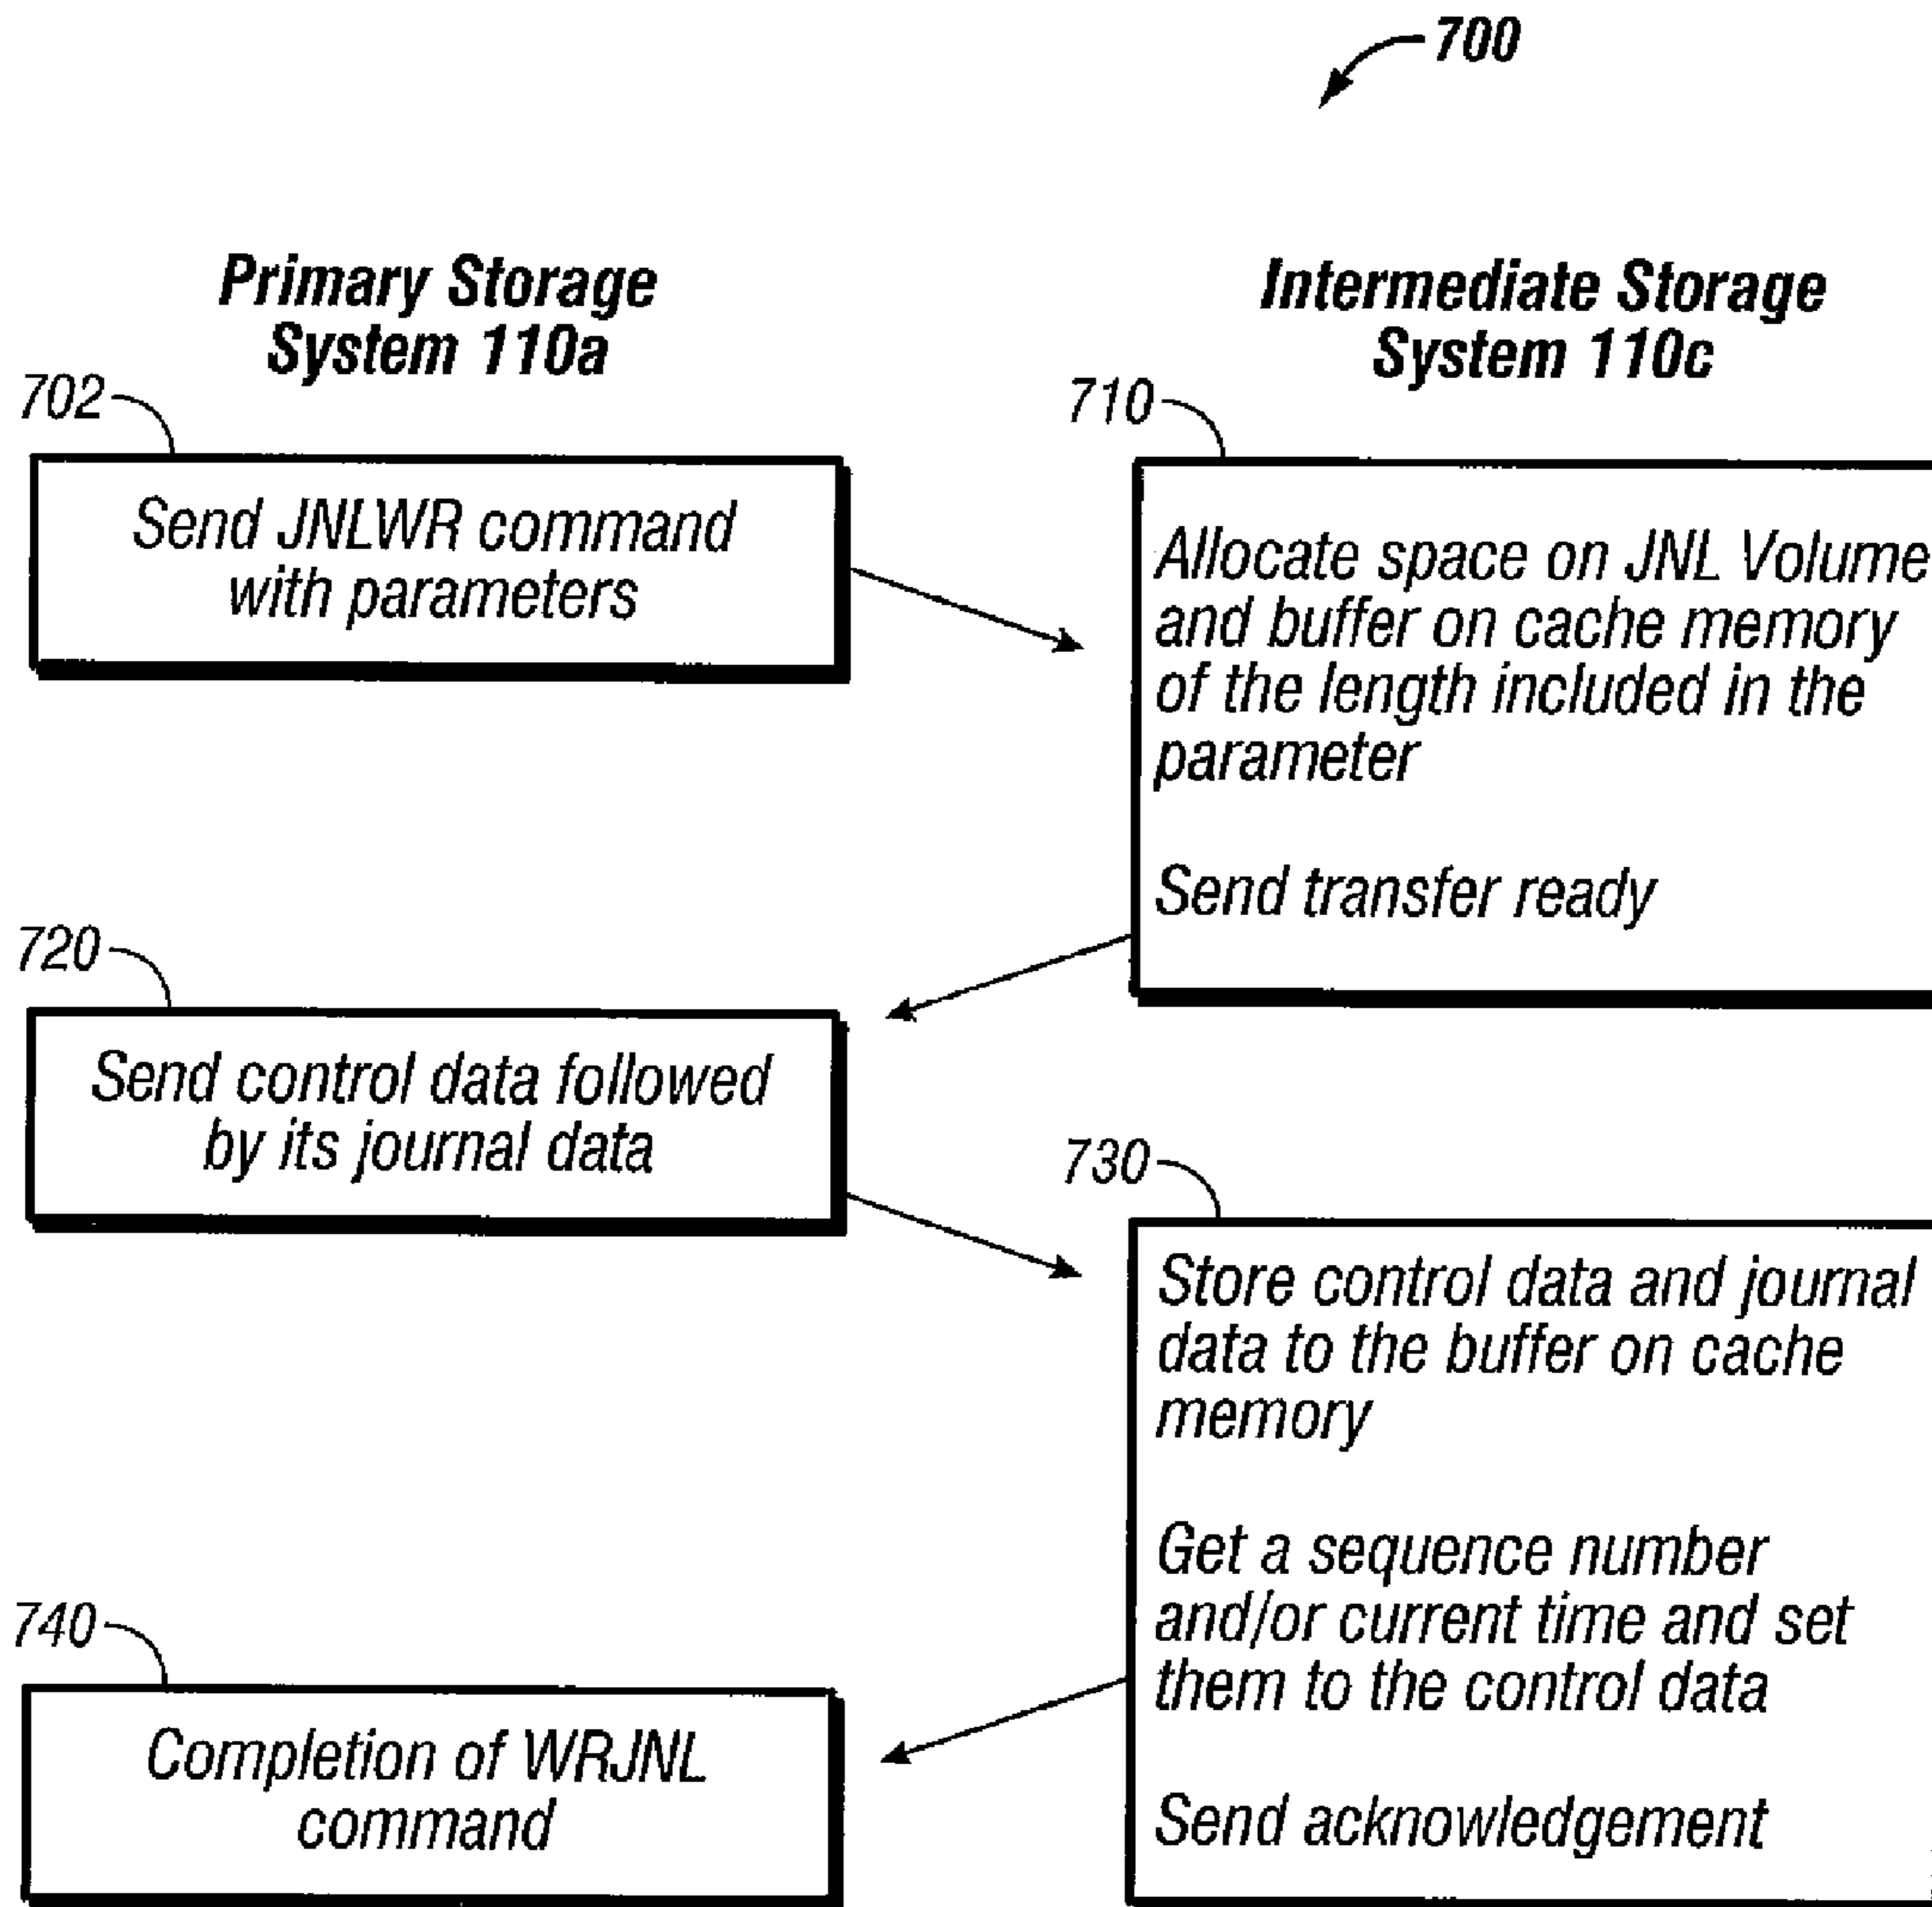 700
Primary Storage
System 110a
Intermediate Storage
System 110c
702
Send JNLWR command
with parameters
710
Allocate space on JNL Volume
and buffer on cache memory
of the length included in the
parameter
Send transfer ready
720
Send control data followed
by its journal data
730
Store control data and journal
data to the buffer on cache
memory
Get a sequence number
and/or current time and set
them to the control data
Send acknowledgement
740
Completion of WRJNL
command